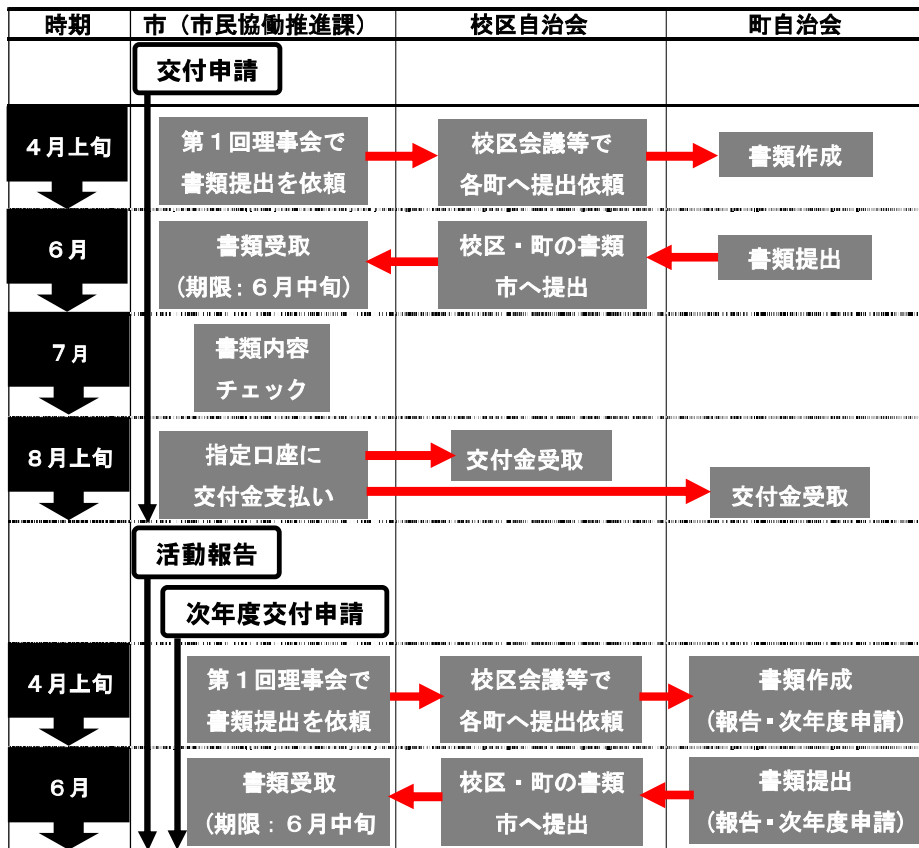 時期
市（市民協働推進課）
校区自治会
町自治会
交付申請
４月上旬
第１回理事会で
書類提出を依頼
校区会議等で
各町へ提出依頼
書類作成
６月
書類受取
（期限：６月中旬）
校区・町の書類
市へ提出
書類提出
７月
書類内容
チェック
８月上旬
指定口座に
交付金支払い
交付金受取
交付金受取
活動報告
次年度交付申請
４月上旬
第１回理事会で
書類提出を依頼
校区会議等で
各町へ提出依頼
書類作成
（報告・次年度申請）
６月
書類受取
（期限：６月中旬
校区・町の書類
市へ提出
書類提出
（報告・次年度申請）